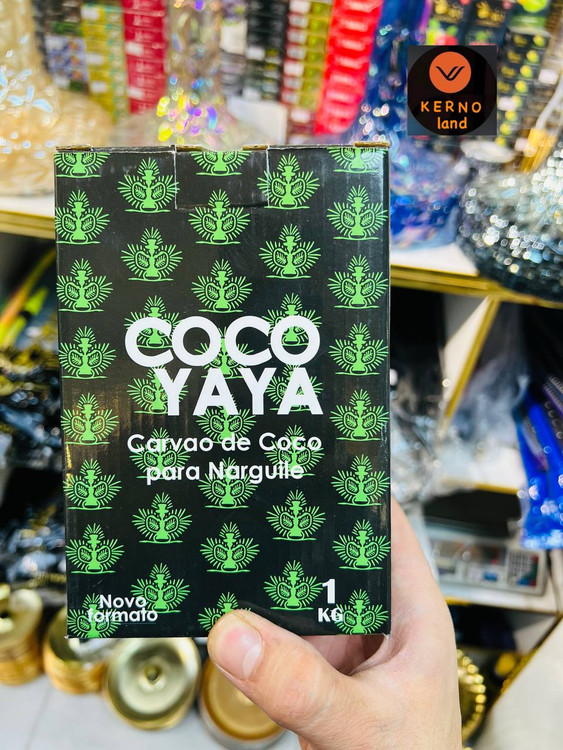 KERNO
land
COCO
YAYA
Carvao de Coco
para Narguile
Novo
formato
1
KG